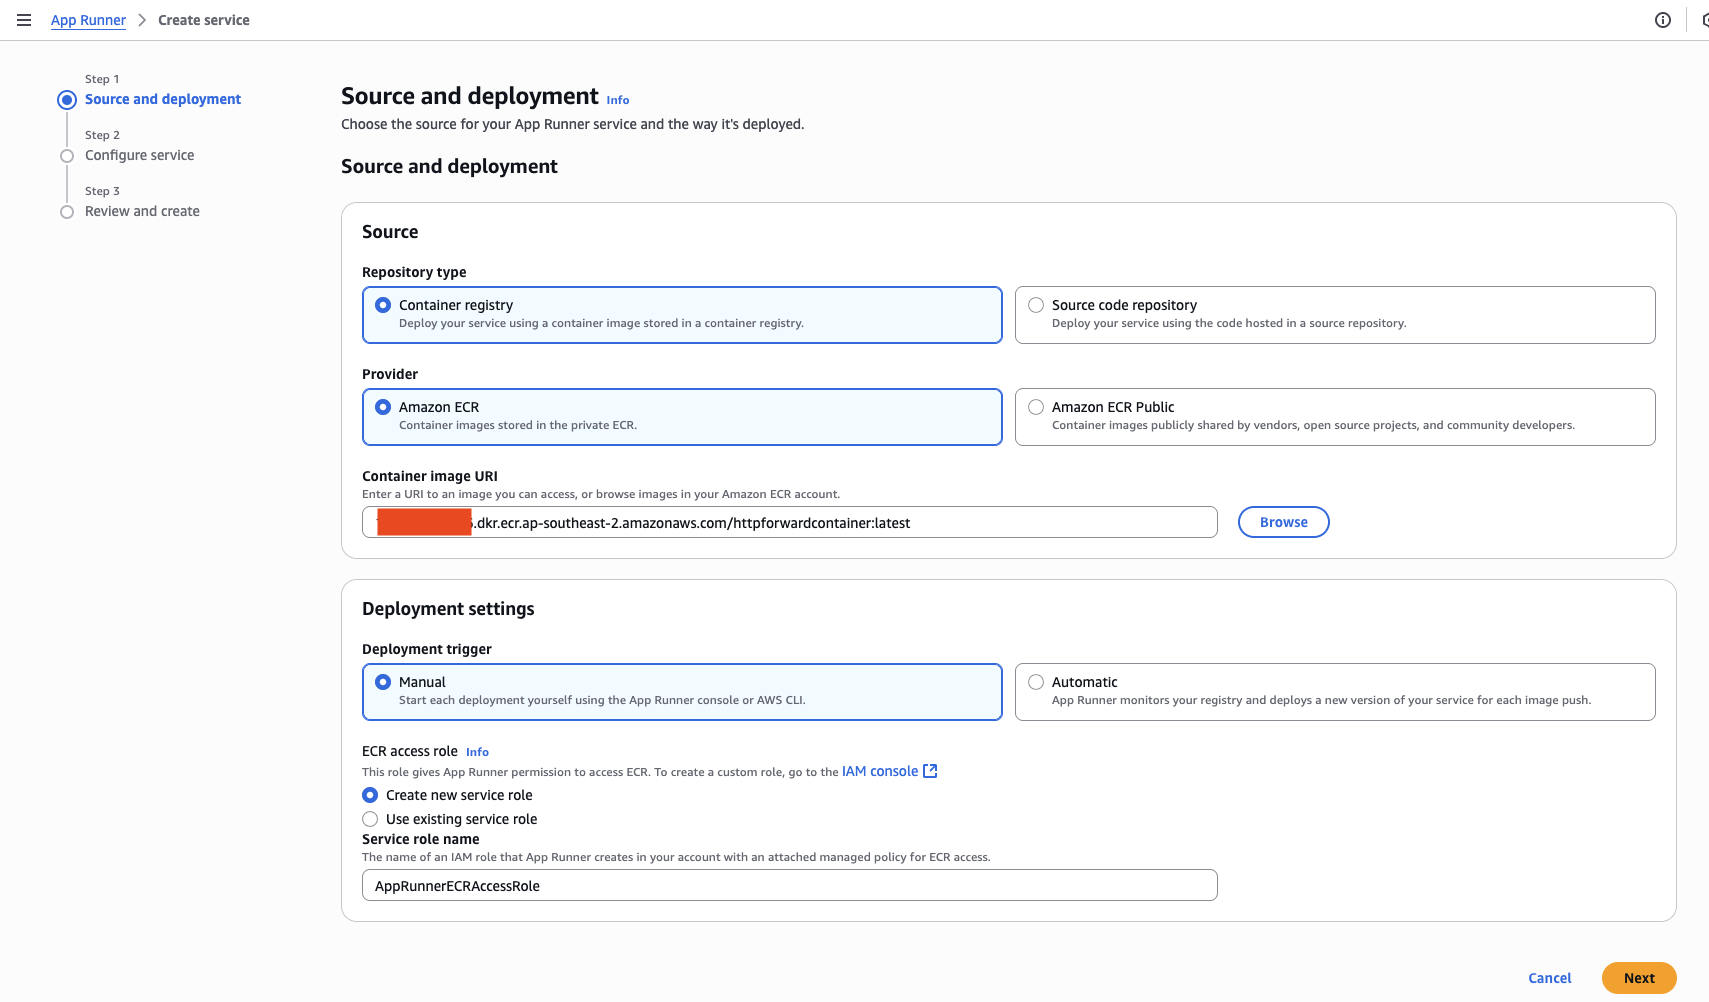 App Runner > Create service
Step 1
Source and deployment
Step 2
Configure service
Step 3
Review and create
Source and deployment Info
Choose the source for your App Runner service and the way it's deployed.
Source and deployment
Source
Repository type
Container registry
Deploy your service using a container image stored in a container registry.
Source code repository
Deploy your service using the code hosted in a source repository.
Provider
Amazon ECR
Container images stored in the private ECR.
Amazon ECR Public
Container images publicly shared by vendors, open source projects, and community developers.
Container image URI
Enter a URI to an image you can access, or browse images in your Amazon ECR account.
.dkr.ecr.ap-southeast-2.amazonaws.com/httpforwardcontainer:latest
Browse
Deployment settings
Deployment trigger
Manual
Start each deployment yourself using the App Runner console or AWS CLI.
Automatic
App Runner monitors your registry and deploys a new version of your service for each image push.
ECR access role Info
This role gives App Runner permission to access ECR. To create a custom role, go to the IAM console
Create new service role
Use existing service role
Service role name
The name of an IAM role that App Runner creates in your account with an attached managed policy for ECR access.
AppRunnerECRAccessRole
Cancel
Next